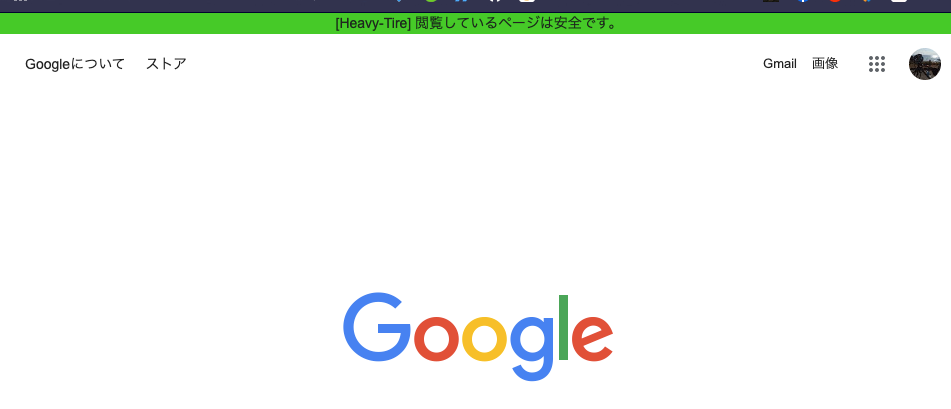 [Heavy-Tire] 閲覧しているページは安全です。
Googleについて ストア Gmail 画像
Google